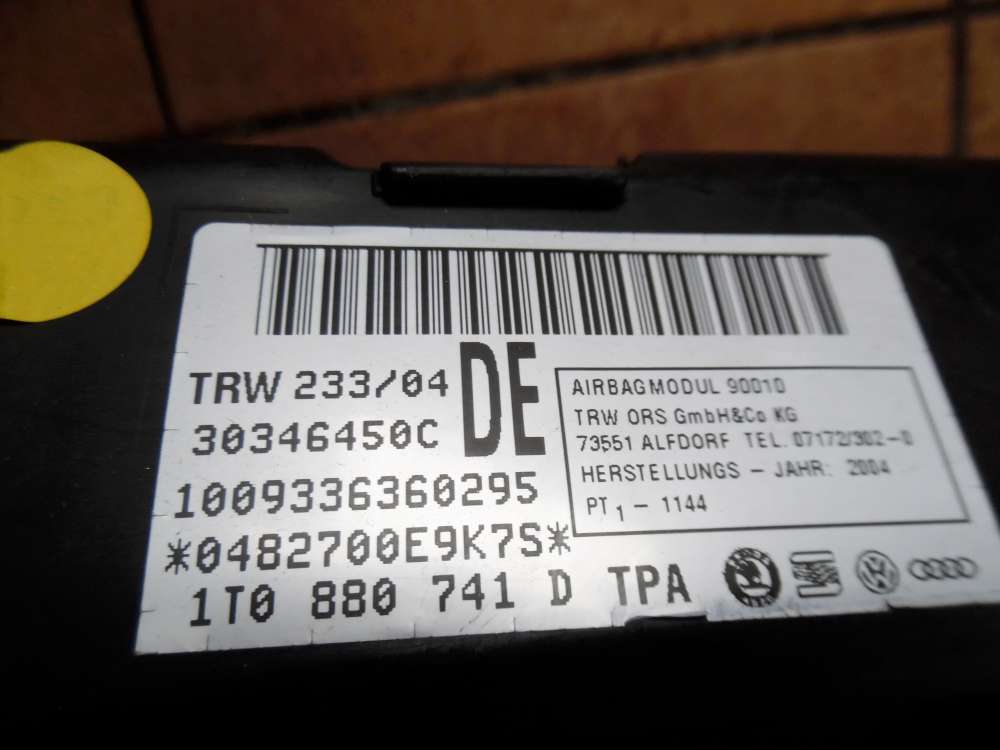 TRW 233/04 DE
30346450C
1009336360295
*0482700E9K7S*
1T0 880 741 D TPA
AIRBAGMODUL 90010
TRW ORS GmbH&Co KG
73551 ALFDORF TEL. 07172/302-0
HERSTELLUNGS - JAHR: 2004
PT1 - 1144